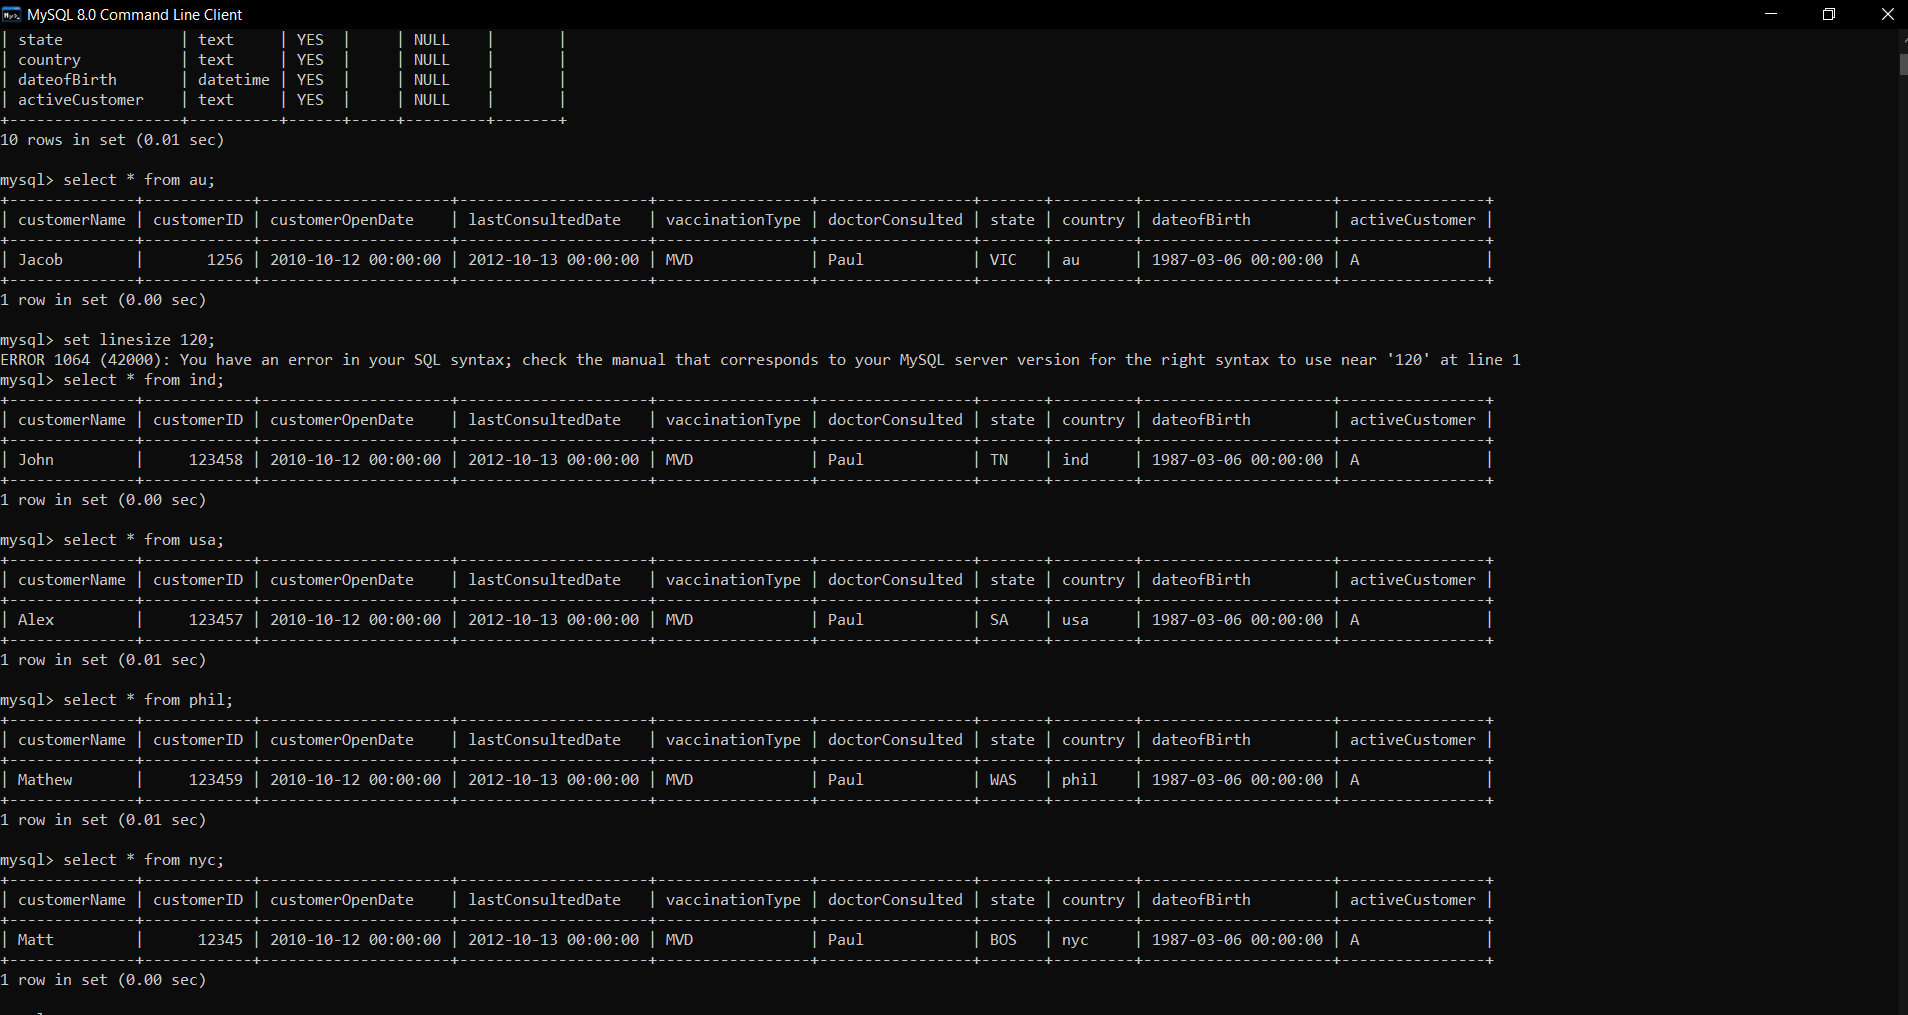 MySQL 8.0 Command Line Client
| state             | text     | YES  |     | NULL    |       |
| country           | text     | YES  |     | NULL    |       |
| dateofBirth       | datetime | YES  |     | NULL    |       |
| activeCustomer    | text     | YES  |     | NULL    |       |
+-------------------+----------+------+-----+---------+-------+
10 rows in set (0.01 sec)
mysql> select * from au;
+--------------+------------+---------------------+---------------------+-----------------+-----------------+-------+---------+---------------------+----------------+
| customerName | customerID | customerOpenDate    | lastConsultedDate   | vaccinationType | doctorConsulted | state | country | dateofBirth         | activeCustomer |
+--------------+------------+---------------------+---------------------+-----------------+-----------------+-------+---------+---------------------+----------------+
| Jacob        |       1256 | 2010-10-12 00:00:00 | 2012-10-13 00:00:00 | MVD             | Paul            | VIC   | au      | 1987-03-06 00:00:00 | A              |
+--------------+------------+---------------------+---------------------+-----------------+-----------------+-------+---------+---------------------+----------------+
1 row in set (0.00 sec)
mysql> set linesize 120;
ERROR 1064 (42000): You have an error in your SQL syntax; check the manual that corresponds to your MySQL server version for the right syntax to use near '120' at line 1
mysql> select * from ind;
+--------------+------------+---------------------+---------------------+-----------------+-----------------+-------+---------+---------------------+----------------+
| customerName | customerID | customerOpenDate    | lastConsultedDate   | vaccinationType | doctorConsulted | state | country | dateofBirth         | activeCustomer |
+--------------+------------+---------------------+---------------------+-----------------+-----------------+-------+---------+---------------------+----------------+
| John         |     123458 | 2010-10-12 00:00:00 | 2012-10-13 00:00:00 | MVD             | Paul            | TN    | ind     | 1987-03-06 00:00:00 | A              |
+--------------+------------+---------------------+---------------------+-----------------+-----------------+-------+---------+---------------------+----------------+
1 row in set (0.00 sec)
mysql> select * from usa;
+--------------+------------+---------------------+---------------------+-----------------+-----------------+-------+---------+---------------------+----------------+
| customerName | customerID | customerOpenDate    | lastConsultedDate   | vaccinationType | doctorConsulted | state | country | dateofBirth         | activeCustomer |
+--------------+------------+---------------------+---------------------+-----------------+-----------------+-------+---------+---------------------+----------------+
| Alex         |     123457 | 2010-10-12 00:00:00 | 2012-10-13 00:00:00 | MVD             | Paul            | SA    | usa     | 1987-03-06 00:00:00 | A              |
+--------------+------------+---------------------+---------------------+-----------------+-----------------+-------+---------+---------------------+----------------+
1 row in set (0.01 sec)
mysql> select * from phil;
+--------------+------------+---------------------+---------------------+-----------------+-----------------+-------+---------+---------------------+----------------+
| customerName | customerID | customerOpenDate    | lastConsultedDate   | vaccinationType | doctorConsulted | state | country | dateofBirth         | activeCustomer |
+--------------+------------+---------------------+---------------------+-----------------+-----------------+-------+---------+---------------------+----------------+
| Mathew       |     123459 | 2010-10-12 00:00:00 | 2012-10-13 00:00:00 | MVD             | Paul            | WAS   | phil    | 1987-03-06 00:00:00 | A              |
+--------------+------------+---------------------+---------------------+-----------------+-----------------+-------+---------+---------------------+----------------+
1 row in set (0.01 sec)
mysql> select * from nyc;
+--------------+------------+---------------------+---------------------+-----------------+-----------------+-------+---------+---------------------+----------------+
| customerName | customerID | customerOpenDate    | lastConsultedDate   | vaccinationType | doctorConsulted | state | country | dateofBirth         | activeCustomer |
+--------------+------------+---------------------+---------------------+-----------------+-----------------+-------+---------+---------------------+----------------+
| Matt         |      12345 | 2010-10-12 00:00:00 | 2012-10-13 00:00:00 | MVD             | Paul            | BOS   | nyc     | 1987-03-06 00:00:00 | A              |
+--------------+------------+---------------------+---------------------+-----------------+-----------------+-------+---------+---------------------+----------------+
1 row in set (0.00 sec)